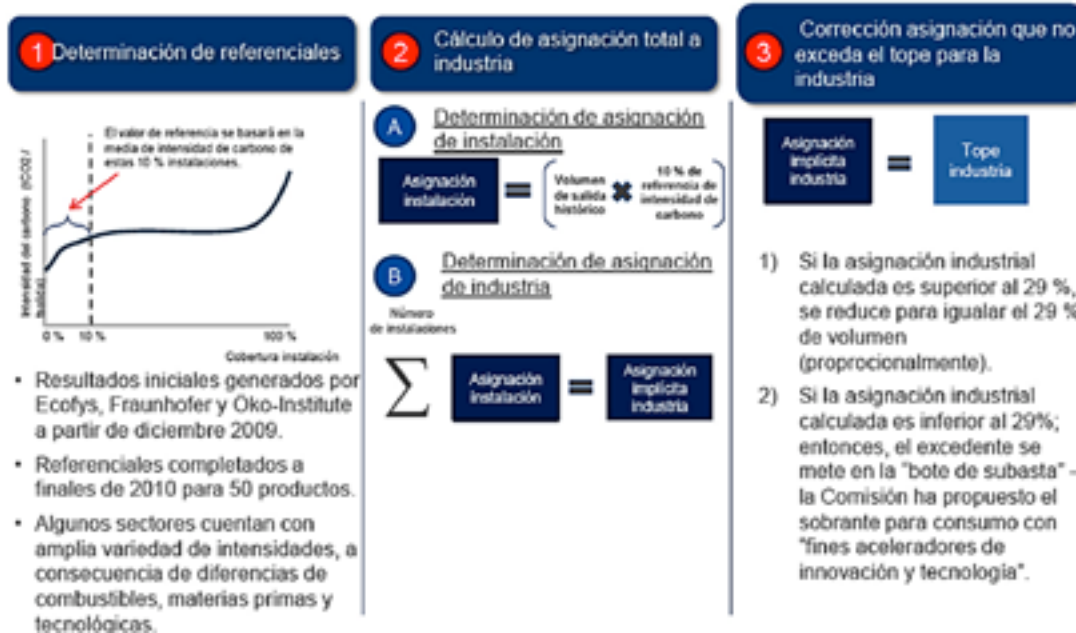 1 Determinación de referenciales
El valor de referencia se basará en la
media de intensidad de carbono de
estas 10 % instalaciones.
Intensidad del carbono (tCO2 /
salida)
0 %
10 %
100 %
Cobertura instalación
• Resultados iniciales generados por
Ecofys, Fraunhofer y Oko-Institute
a partir de diciembre 2009.
• Referenciales completados a
finales de 2010 para 50 productos.
• Algunos sectores cuentan con
amplia variedad de intensidades, a
consecuencia de diferencias de
combustibles, materias primas y
tecnológicas.
2 Cálculo de asignación total a
industria
A Determinación de asignación
de instalación
Asignación
instalación
=
Volumen
de salida
histórico
✖
10 % de
referencia de
intensidad de
carbono
B Determinación de asignación
de industria
Número
de instalaciones
∑
Asignación
instalación
=
Asignación
implícita
industria
3 Corrección asignación que no
exceda el tope para la
industria
Asignación
implícita
industria
=
Tope
industria
1) Si la asignación industrial
calculada es superior al 29 %,
se reduce para igualar el 29 %
de volumen
(proprocionalmente).
2) Si la asignación industrial
calculada es inferior al 29%;
entonces, el excedente se
mete en la "bote de subasta" –
la Comisión ha propuesto el
sobrante para consumo con
"fines aceleradores de
innovación y tecnología".